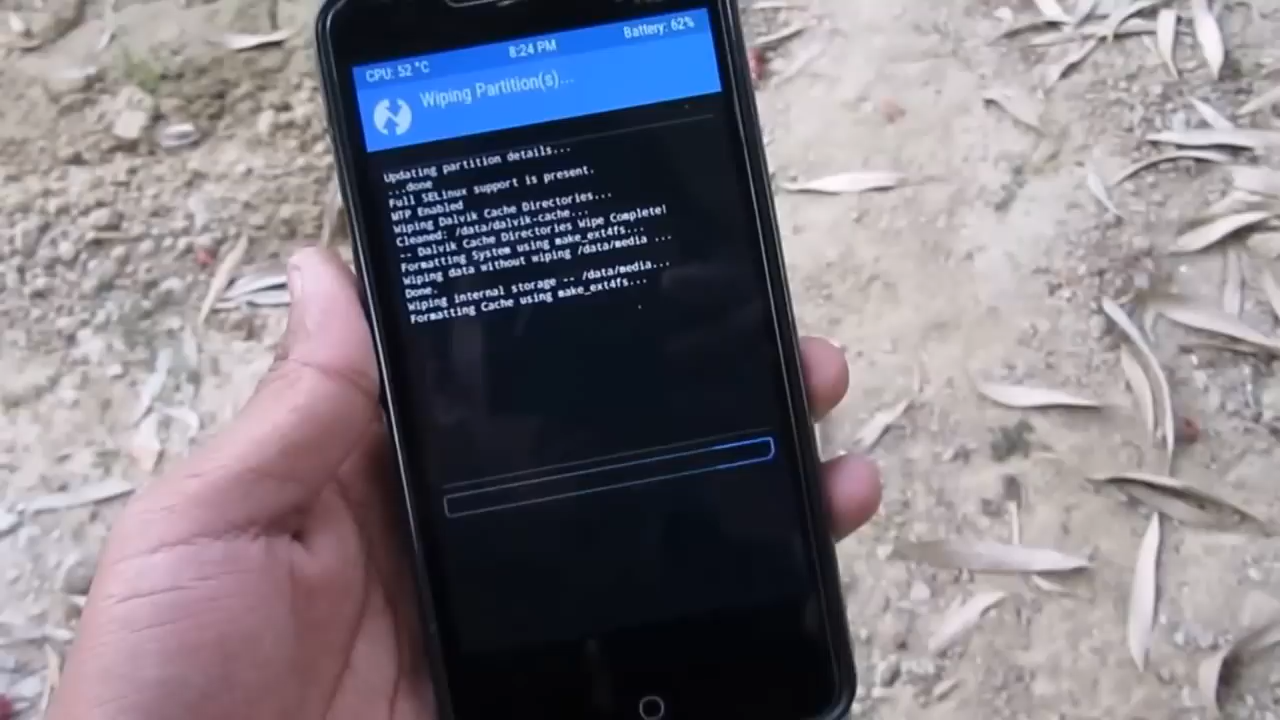 CPU: 52 °C 8:24 PM Battery: 62%
Wiping Partition(s)...
Updating partition details...
...done
Full SELinux support is present.
MTP Enabled
Wiping Dalvik Cache Directories...
Cleaned: /data/dalvik-cache...
-- Dalvik Cache Directories Wipe Complete!
Formatting System using make_ext4fs...
Wiping data without wiping /data/media ...
Done.
Wiping internal storage -- /data/media...
Formatting Cache using make_ext4fs...